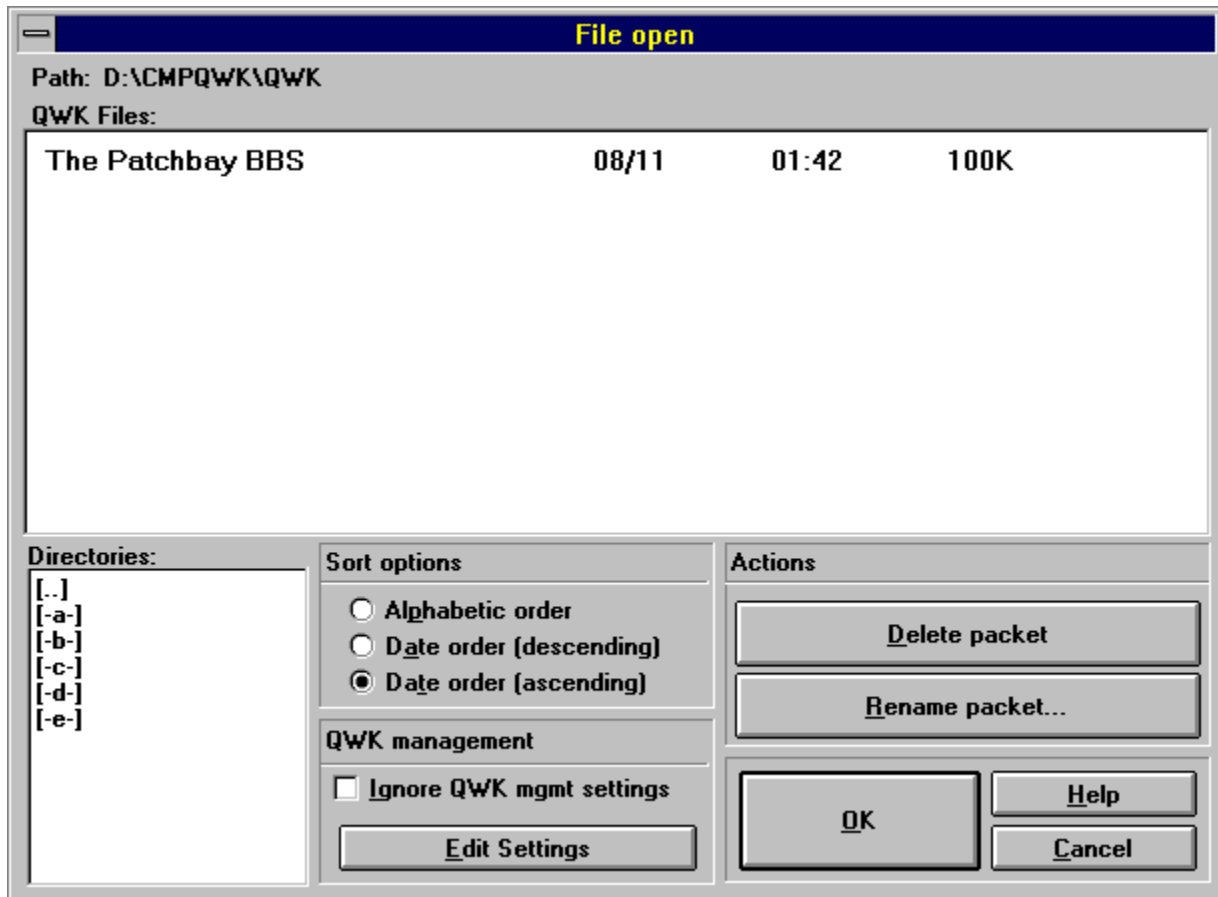 File open
Path: D:\CMPQWK\QWK
QWK Files:
The Patchbay BBS 08/11 01:42 100K
Directories:
[..]
[-a-]
[-b-]
[-c-]
[-d-]
[-e-]
Sort options
Alphabetic order
Date order (descending)
Date order (ascending)
QWK management
Ignore QWK mgmt settings
Edit Settings
Actions
Delete packet
Rename packet...
OK
Help
Cancel